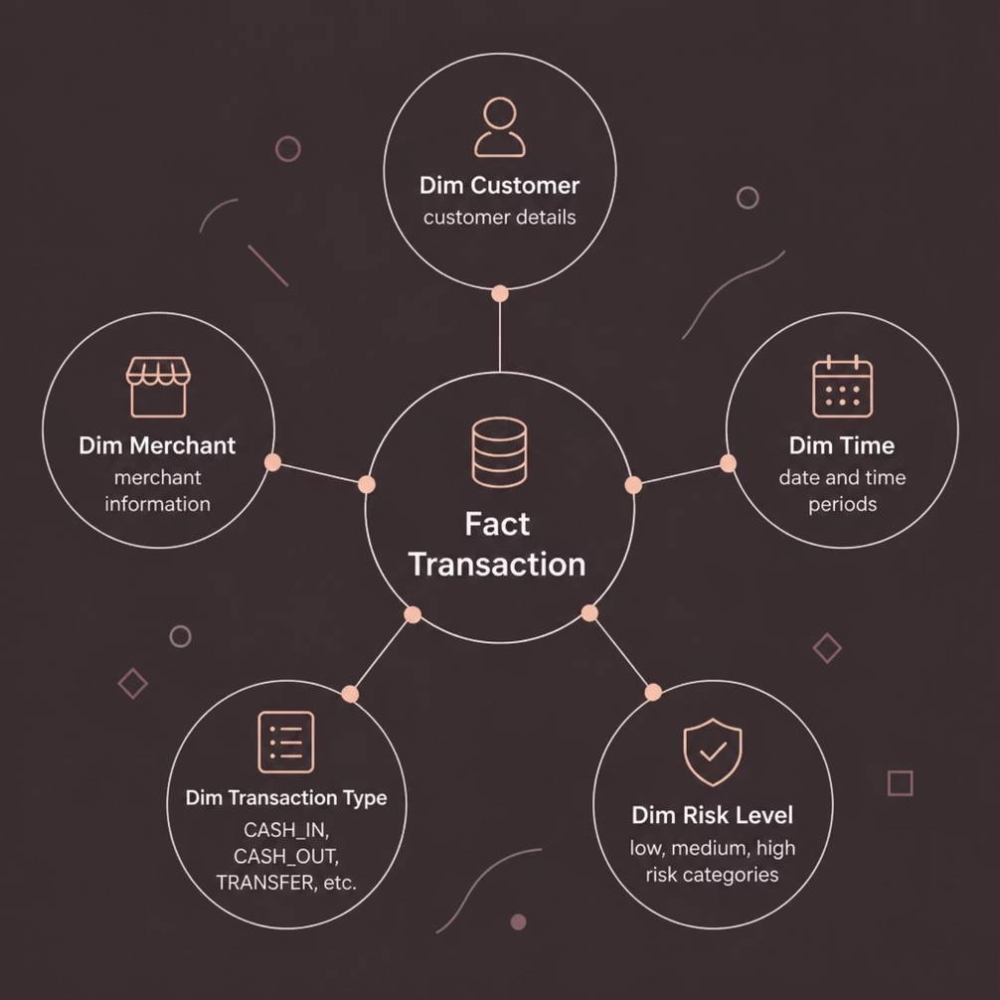 Dim Customer
customer details
Dim Merchant
merchant
information
Dim Time
date and time
periods
Fact
Transaction
Dim Transaction Type
CASH_IN,
CASH_OUT,
TRANSFER, etc.
Dim Risk Level
low, medium, high
risk categories